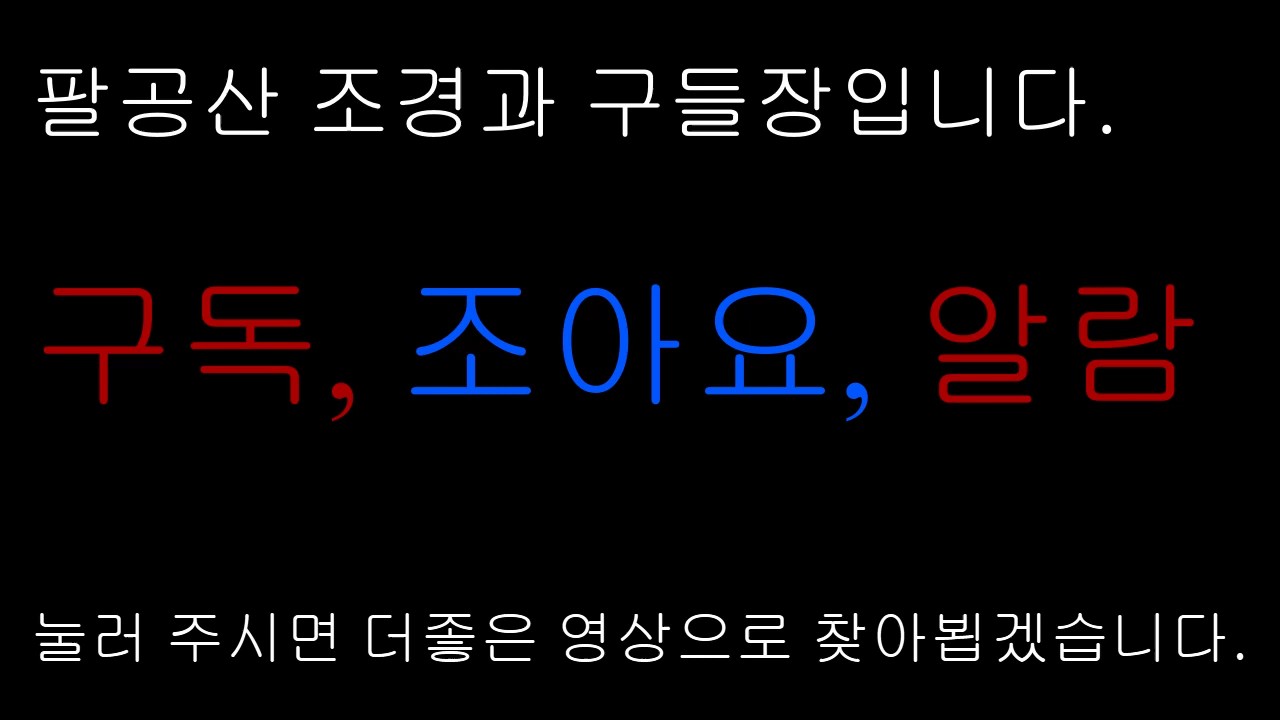 팔공산 조경과 구들장입니다.
구독, 조아요, 알람
눌러 주시면 더좋은 영상으로 찾아뵙겠습니다.